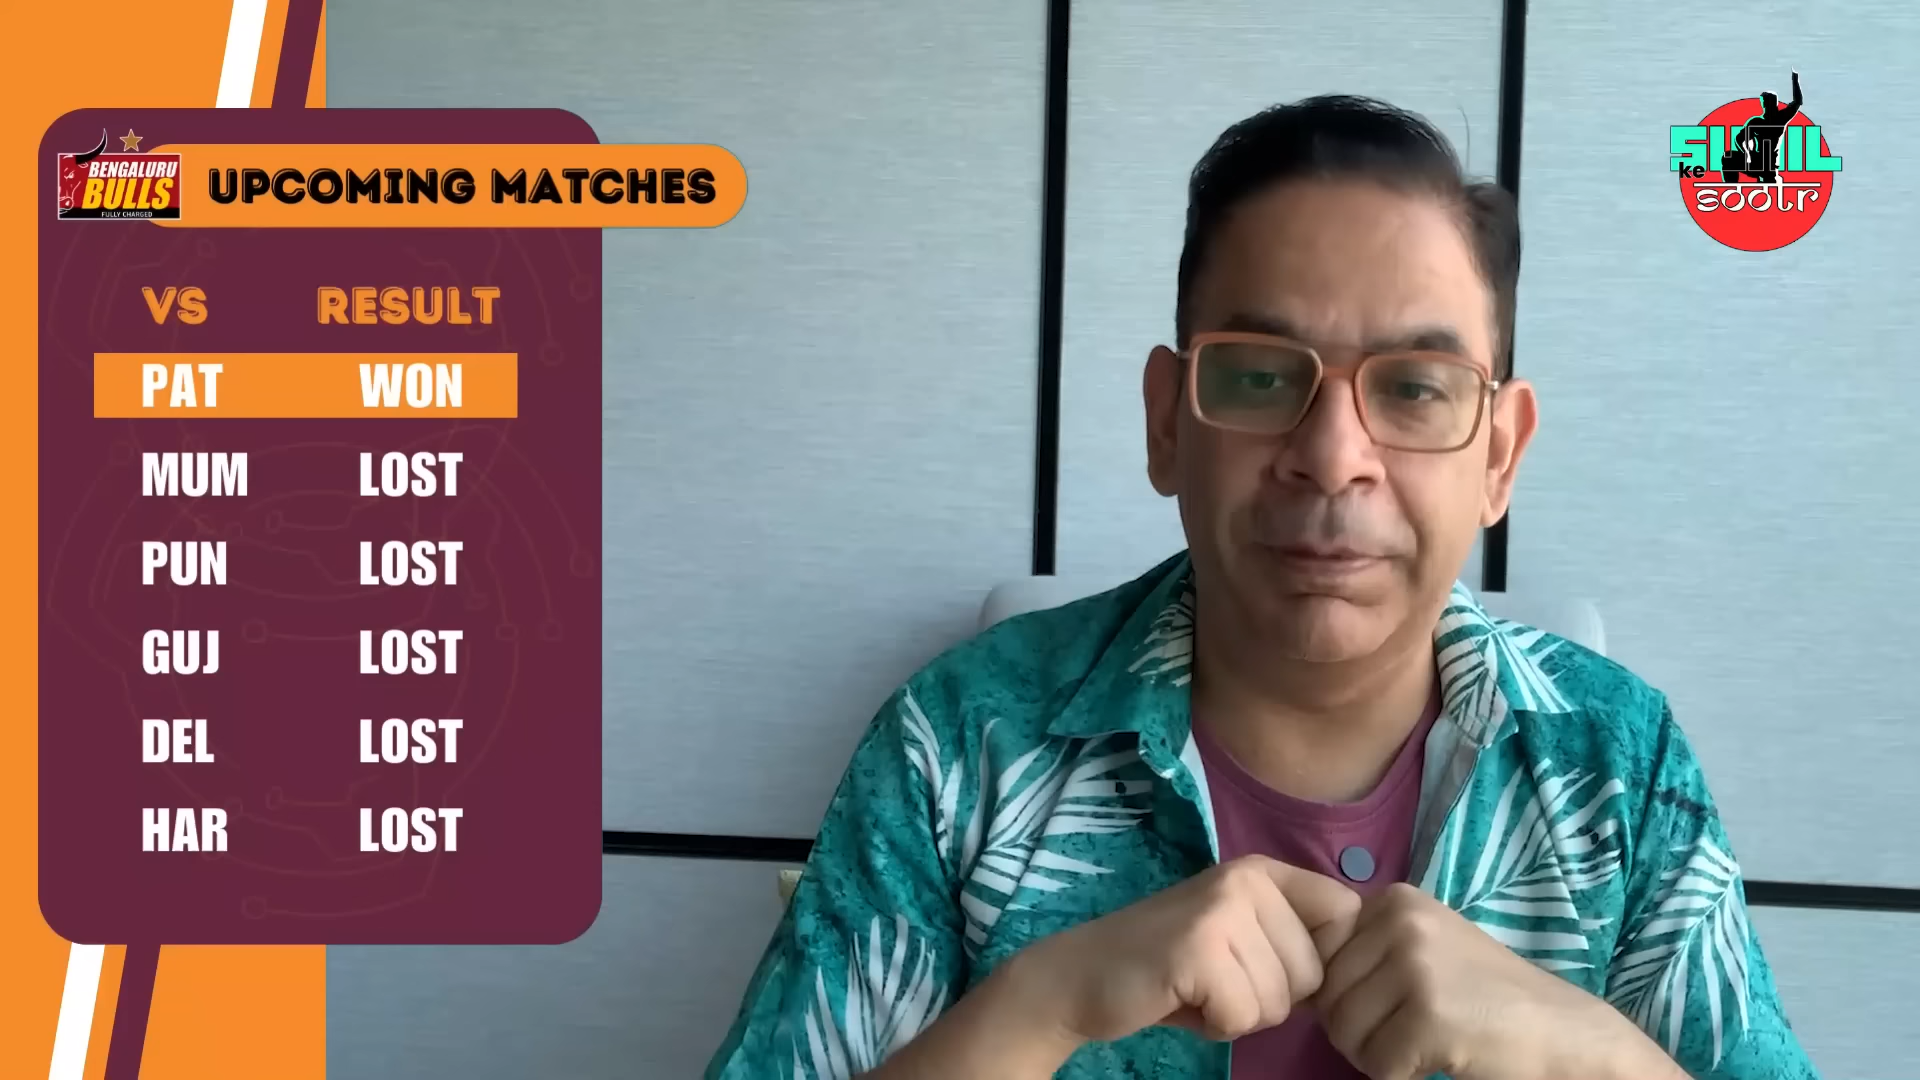 BENGALURU
BULLS
FULLY CHARGED
UPCOMING MATCHES
VS RESULT
PAT WON
MUM LOST
PUN LOST
GUJ LOST
DEL LOST
HAR LOST
SUNIL
ke
sootr